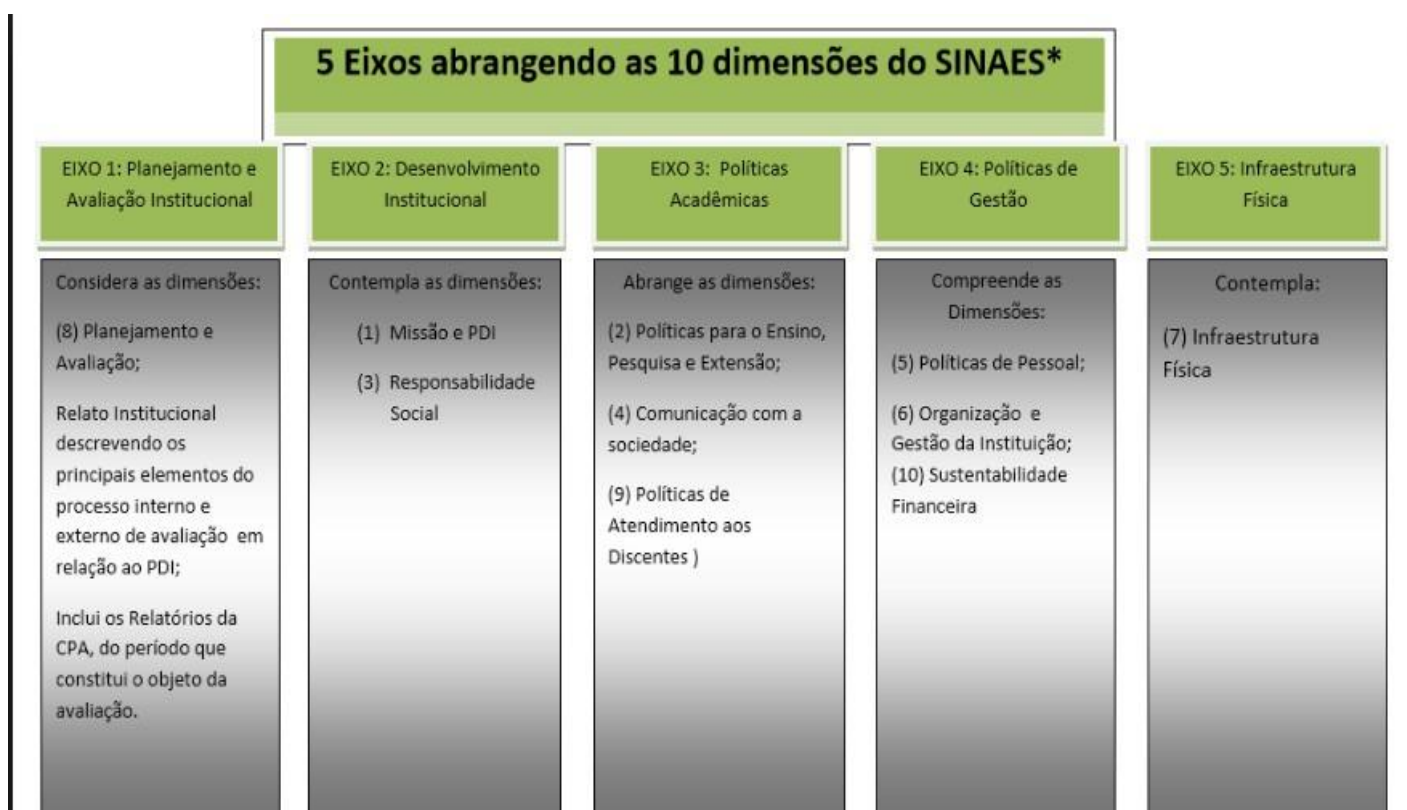 5 Eixos abrangendo as 10 dimensões do SINAES*
EIXO 1: Planejamento e
Avaliação Institucional
Considera as dimensões:
(8) Planejamento e
Avaliação;
Relato Institucional
descrevendo os
principais elementos do
processo interno e
externo de avaliação em
relação ao PDI;
Inclui os Relatórios da
CPA, do período que
constitui o objeto da
avaliação.
EIXO 2: Desenvolvimento
Institucional
Contempla as dimensões:
(1) Missão e PDI
(3) Responsabilidade
Social
EIXO 3: Políticas
Acadêmicas
Abrange as dimensões:
(2) Políticas para o Ensino,
Pesquisa e Extensão;
(4) Comunicação com a
sociedade;
(9) Políticas de
Atendimento aos
Discentes )
EIXO 4: Políticas de
Gestão
Compreende as
Dimensões:
(5) Políticas de Pessoal;
(6) Organização e
Gestão da Instituição;
(10) Sustentabilidade
Financeira
EIXO 5: Infraestrutura
Física
Contempla:
(7) Infraestrutura
Física